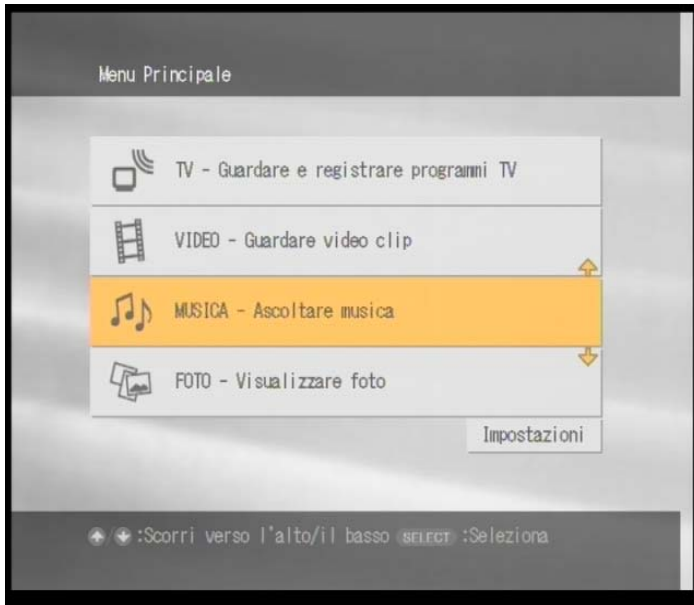 Menu Principale
TV - Guardare e registrare programmi TV
VIDEO - Guardare video clip
MUSICA - Ascoltare musica
FOTO - Visualizzare foto
Impostazioni
/ :Scorri verso l'alto/il basso SELECT :Seleziona